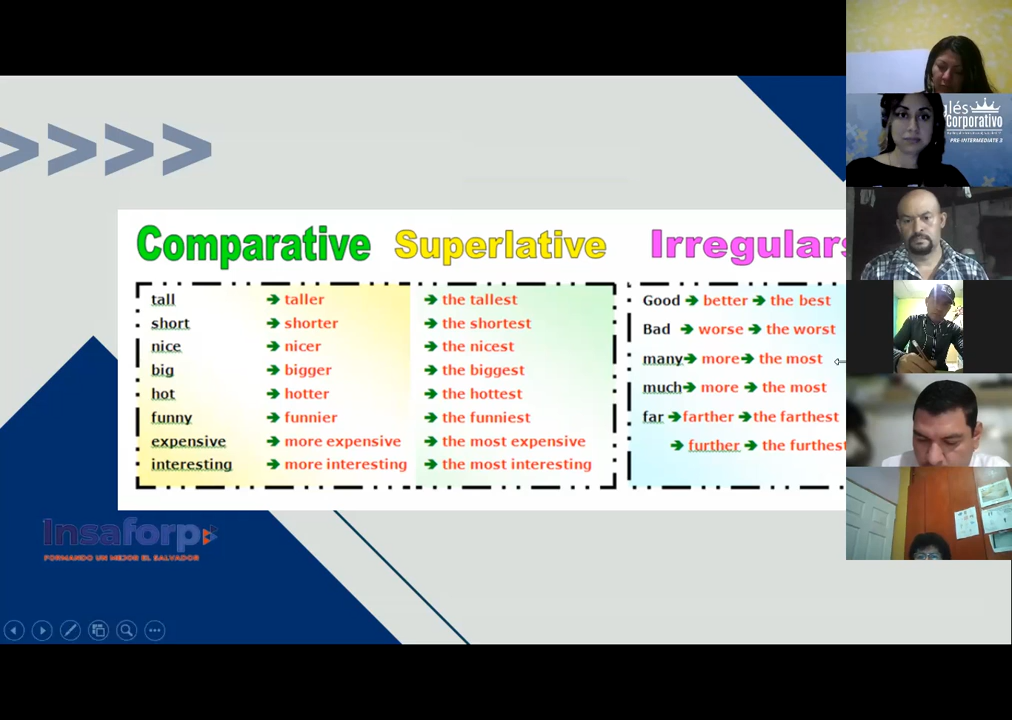 Comparative Superlative Irregulars
tall → taller → the tallest
short → shorter → the shortest
nice → nicer → the nicest
big → bigger → the biggest
hot → hotter → the hottest
funny → funnier → the funniest
expensive → more expensive → the most expensive
interesting → more interesting → the most interesting
Good → better → the best
Bad → worse → the worst
many → more → the most
much → more → the most
far → farther → the farthest
→ further → the furthest
Insaforp
FORMANDO UN MEJOR EL SALVADOR
glés
Corporativo
PRE-INTERMEDIATE 2